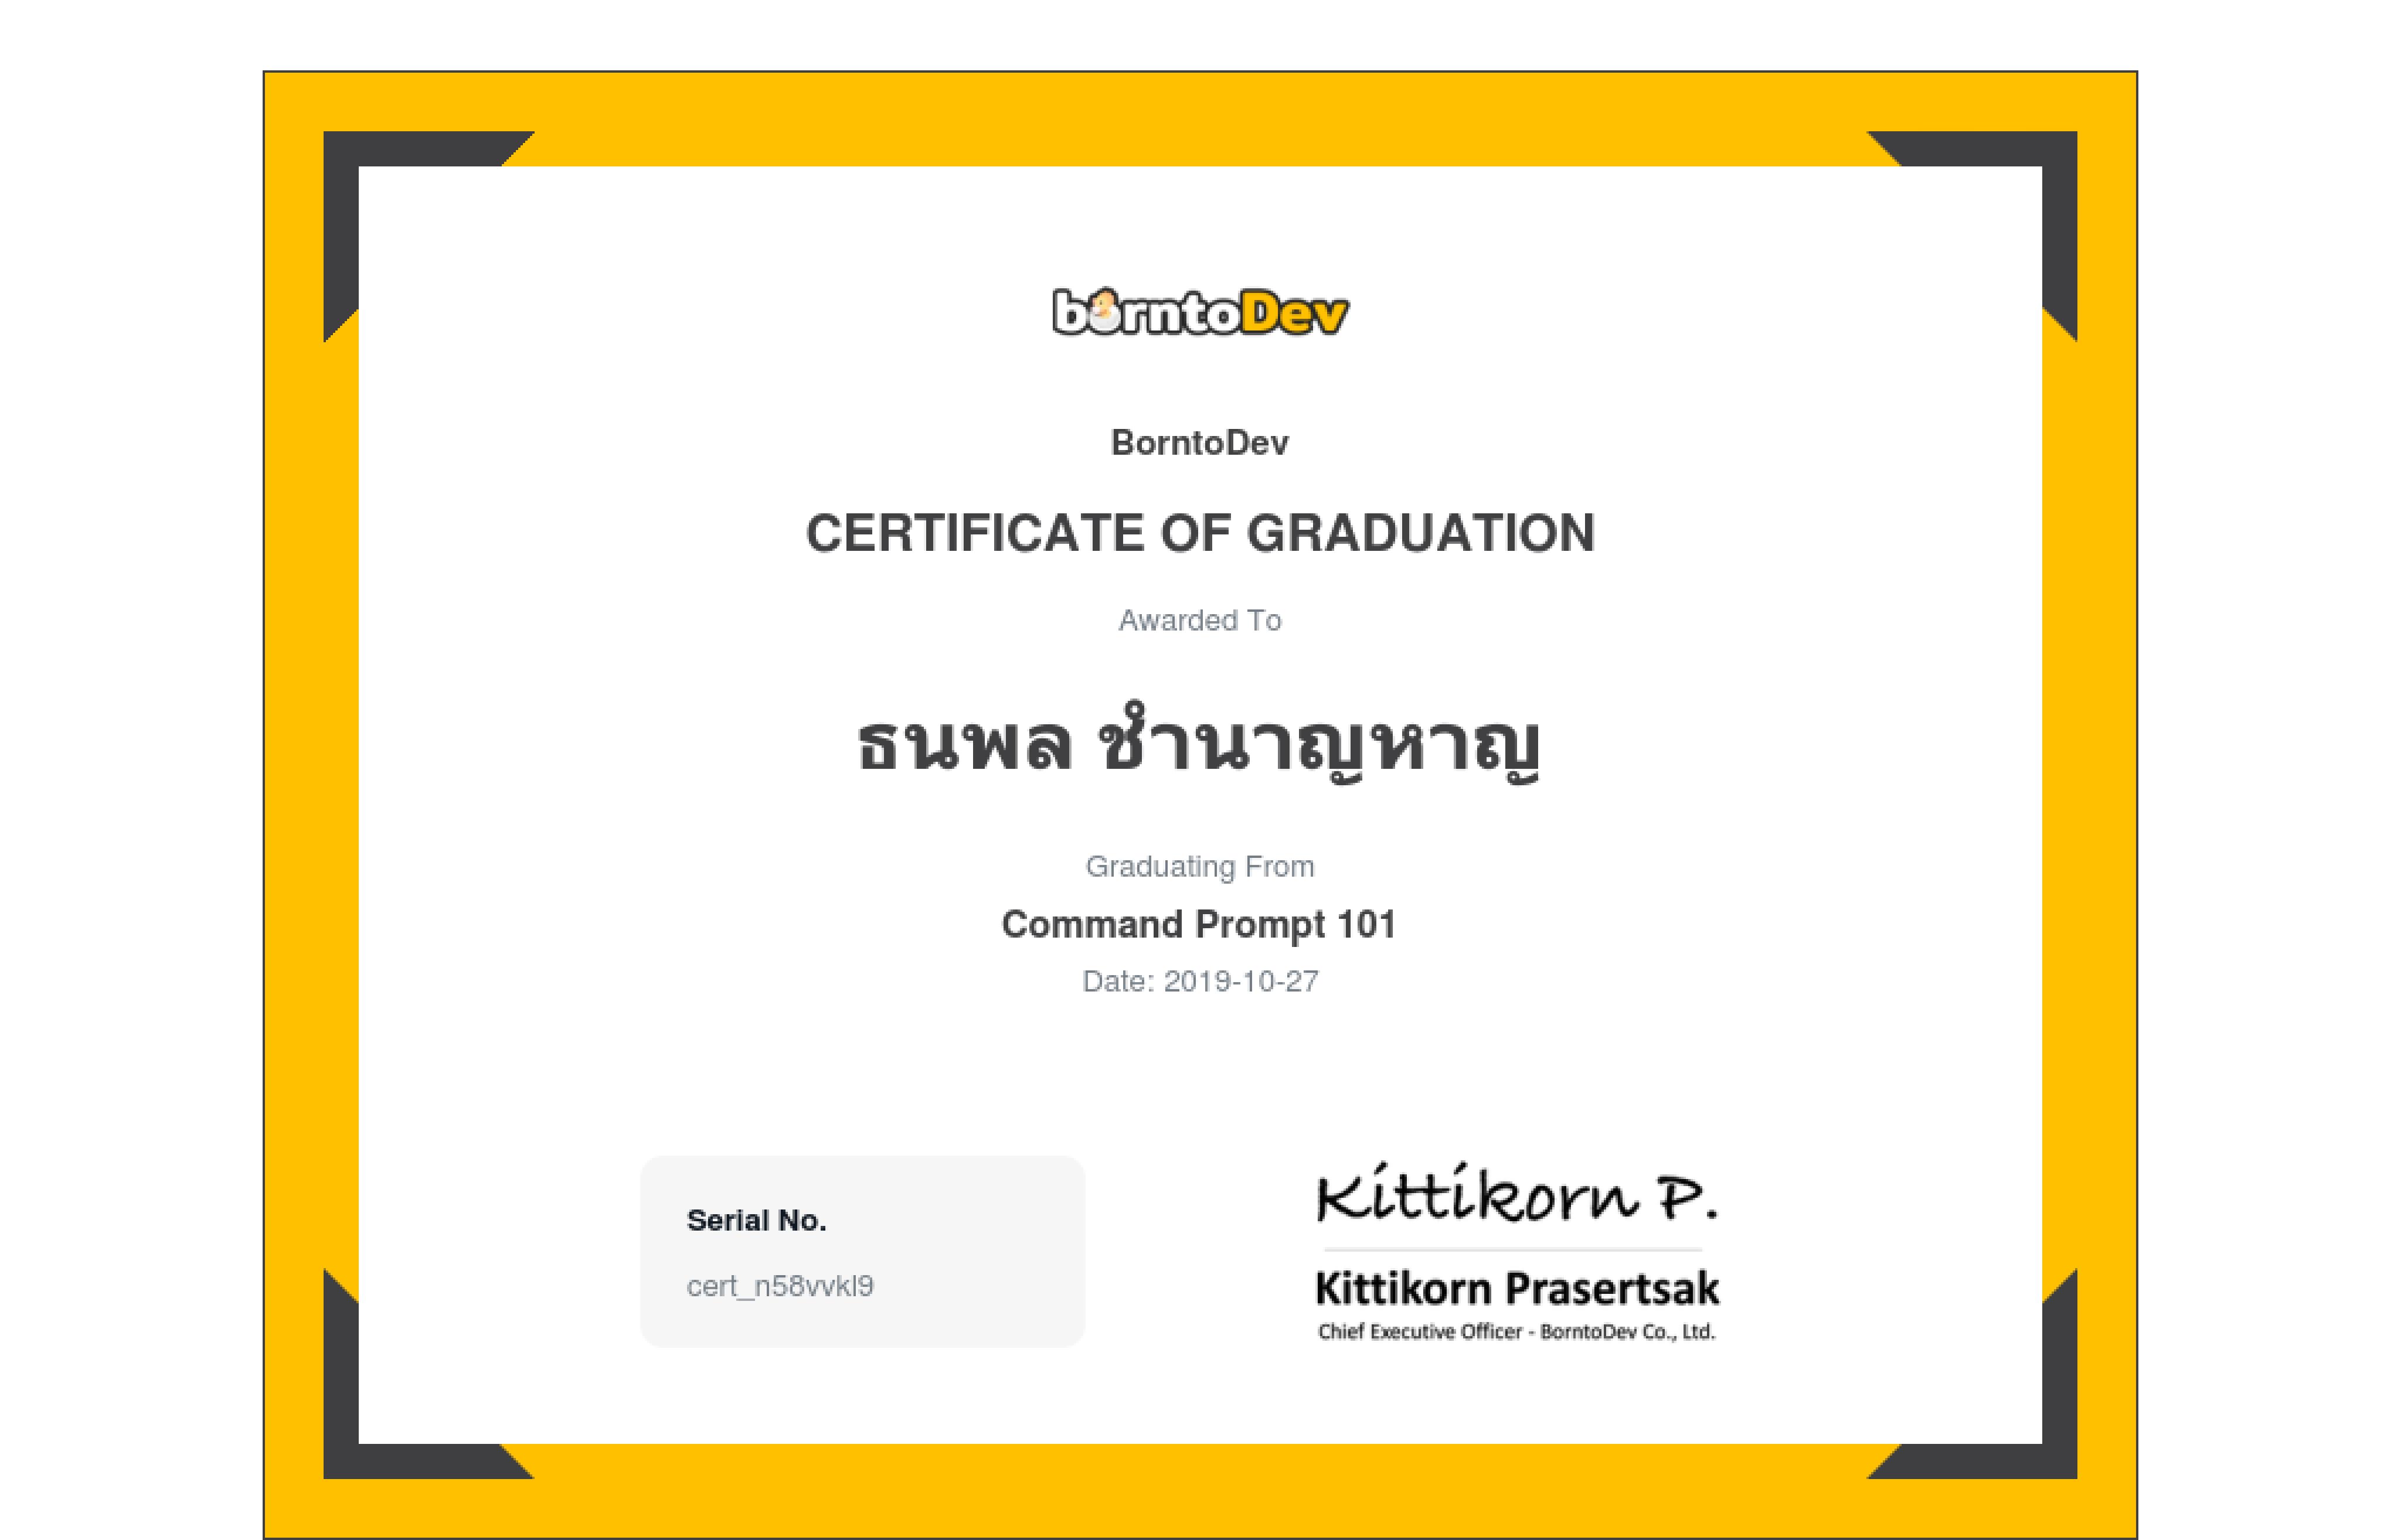 borntoDev
BorntoDev
CERTIFICATE OF GRADUATION
Awarded To
ธนพล ชำนาญหาญ
Graduating From
Command Prompt 101
Date: 2019-10-27
Serial No.
cert_n58vvkl9
Kittikorn P.
Kittikorn Prasertsak
Chief Executive Officer - BorntoDev Co., Ltd.